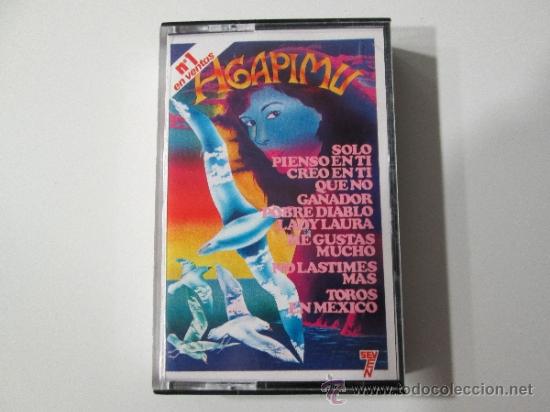 nº1
en ventas
AGAPIMU
SOLO
PIENSO EN TI
CREO EN TI
QUE NO
GANADOR
POBRE DIABLO
LADY LAURA
ME GUSTAS
MUCHO
NO LASTIMES
MAS
TOROS
EN MEXICO
SEVEN
todocoleccion
www.todocoleccion.net